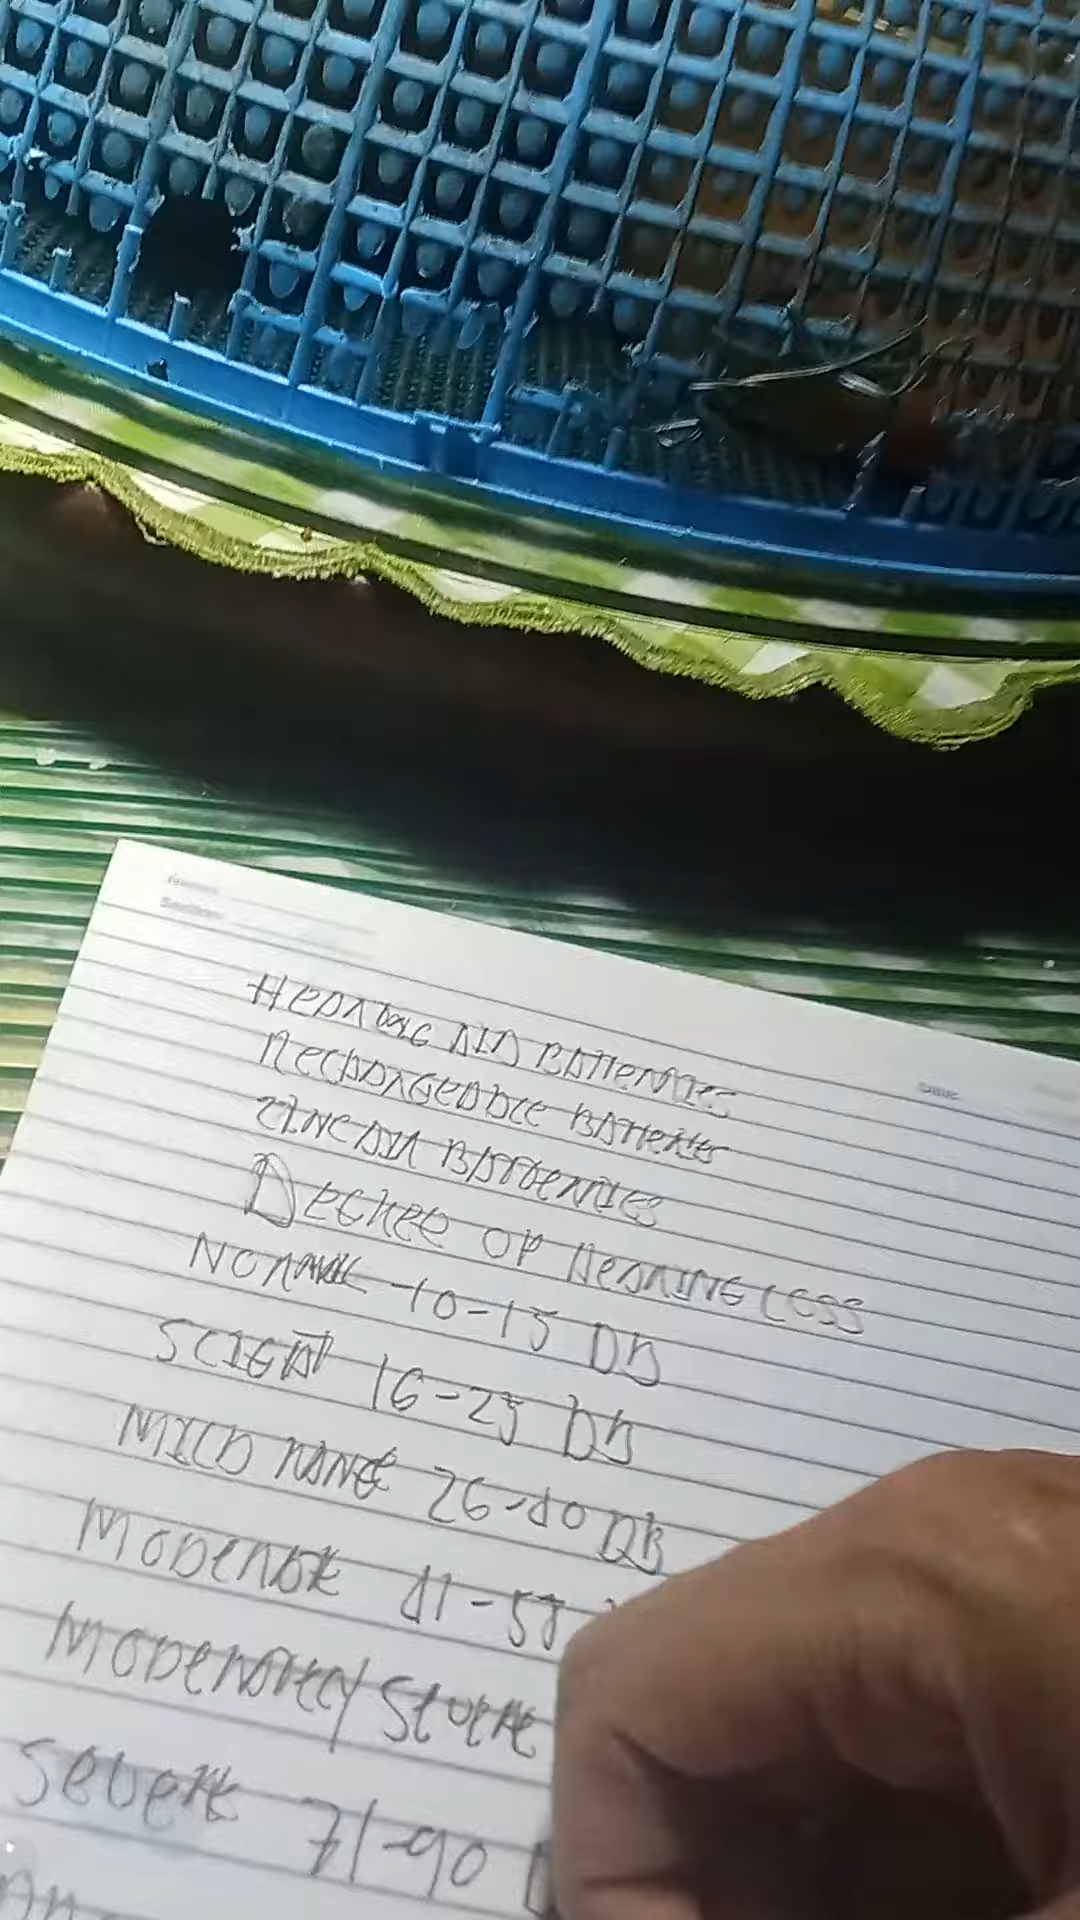 HEARING AID BATTERIES
RECHARGEABLE BATTERIES
ZINC AIR BATTERIES
DEGREE OF HEARING LOSS
NORMAL -10-15 DB
SLIGHT 16-25 DB
MILD RANGE 26-40 DB
MODERATE 41-55
MODERATELY SEVERE
SEVERE 71-90